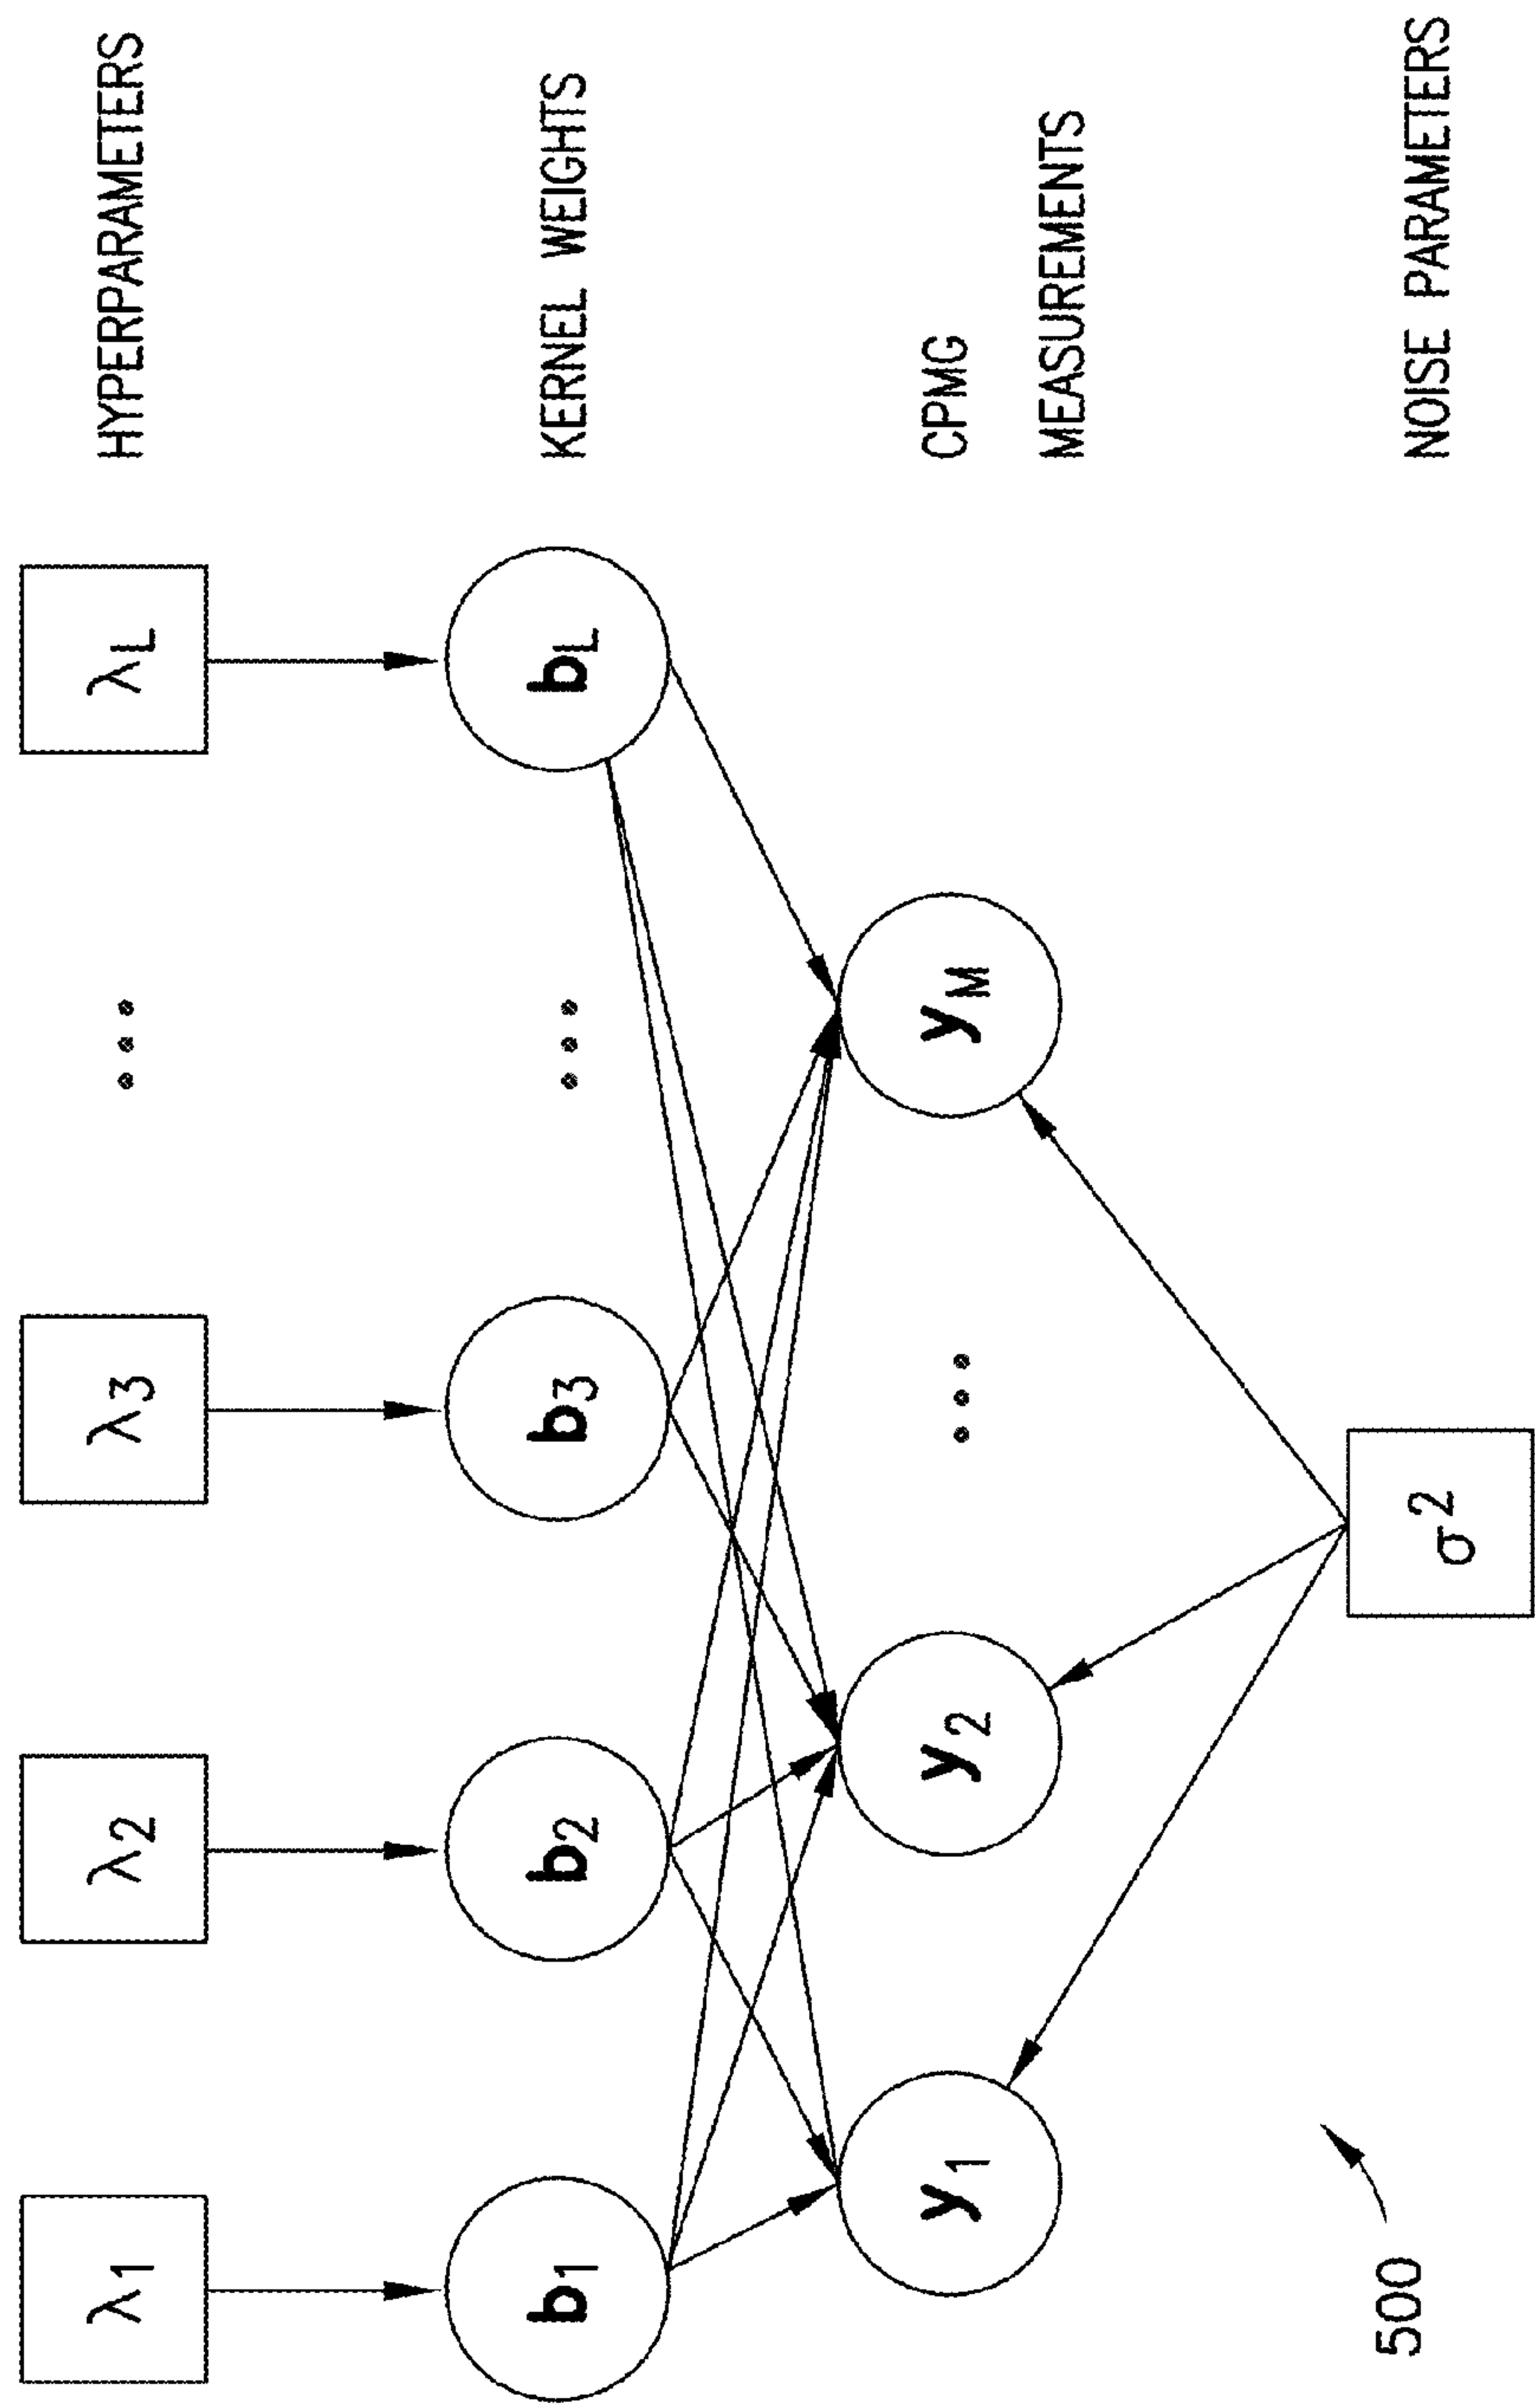 λ1 λ2 λ3 ... λL HYPERPARAMETERS
b1 b2 b3 ... bL KERNEL WEIGHTS
y1 y2 ... yM CPMG
MEASUREMENTS
σ2 NOISE PARAMETERS
500